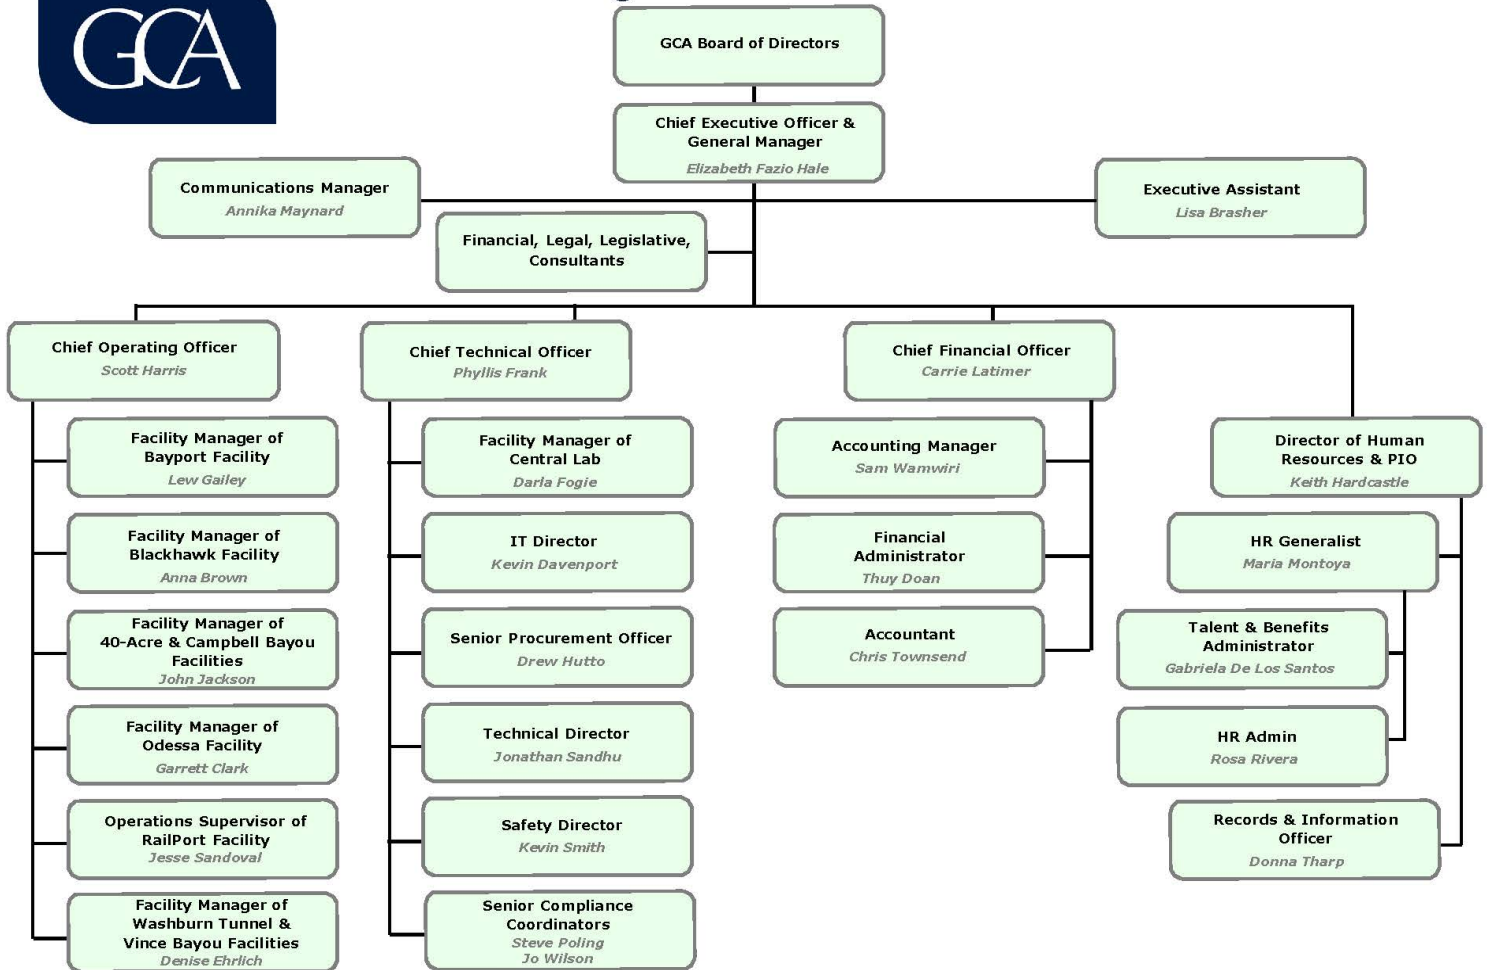 GCA
GCA Board of Directors
Chief Executive Officer &
General Manager
Elizabeth Fazio Hale
Communications Manager
Annika Maynard
Executive Assistant
Lisa Brasher
Financial, Legal, Legislative,
Consultants
Chief Operating Officer
Scott Harris
Facility Manager of
Bayport Facility
Lew Gailey
Facility Manager of
Blackhawk Facility
Anna Brown
Facility Manager of
40-Acre & Campbell Bayou
Facilities
John Jackson
Facility Manager of
Odessa Facility
Garrett Clark
Operations Supervisor of
RailPort Facility
Jesse Sandoval
Facility Manager of
Washburn Tunnel &
Vince Bayou Facilities
Denise Ehrlich
Chief Technical Officer
Phyllis Frank
Facility Manager of
Central Lab
Darla Fogie
IT Director
Kevin Davenport
Senior Procurement Officer
Drew Hutto
Technical Director
Jonathan Sandhu
Safety Director
Kevin Smith
Senior Compliance
Coordinators
Steve Poling
Jo Wilson
Chief Financial Officer
Carrie Latimer
Accounting Manager
Sam Wamwiri
Financial
Administrator
Thuy Doan
Accountant
Chris Townsend
Director of Human
Resources & PIO
Keith Hardcastle
HR Generalist
Maria Montoya
Talent & Benefits
Administrator
Gabriela De Los Santos
HR Admin
Rosa Rivera
Records & Information
Officer
Donna Tharp